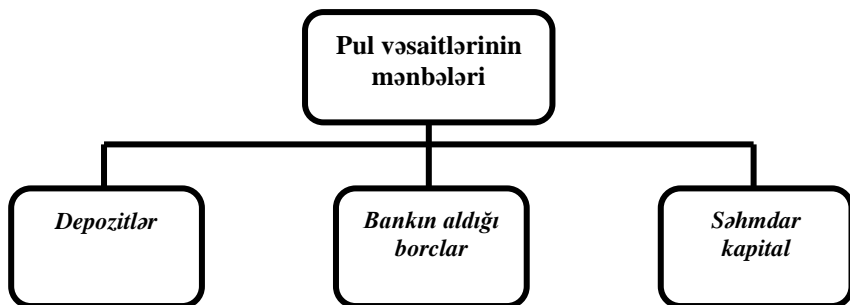 Pul vəsaitlərinin
mənbələri
Depozitlər
Bankın aldığı
borclar
Səhmdar
kapital